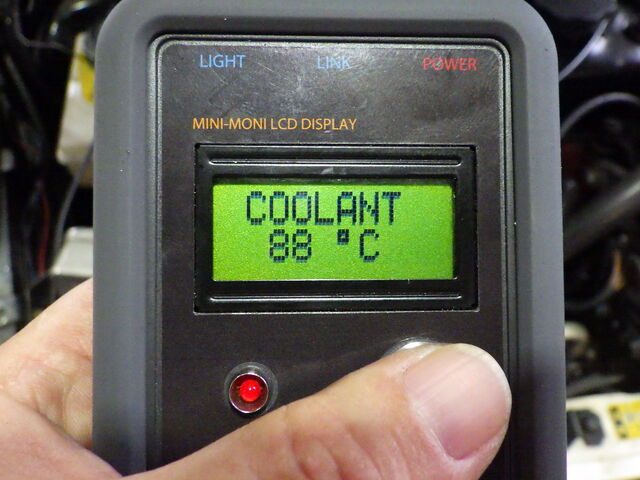 LIGHT LINK POWER
MINI-MONI LCD DISPLAY
COOLANT
88 °C